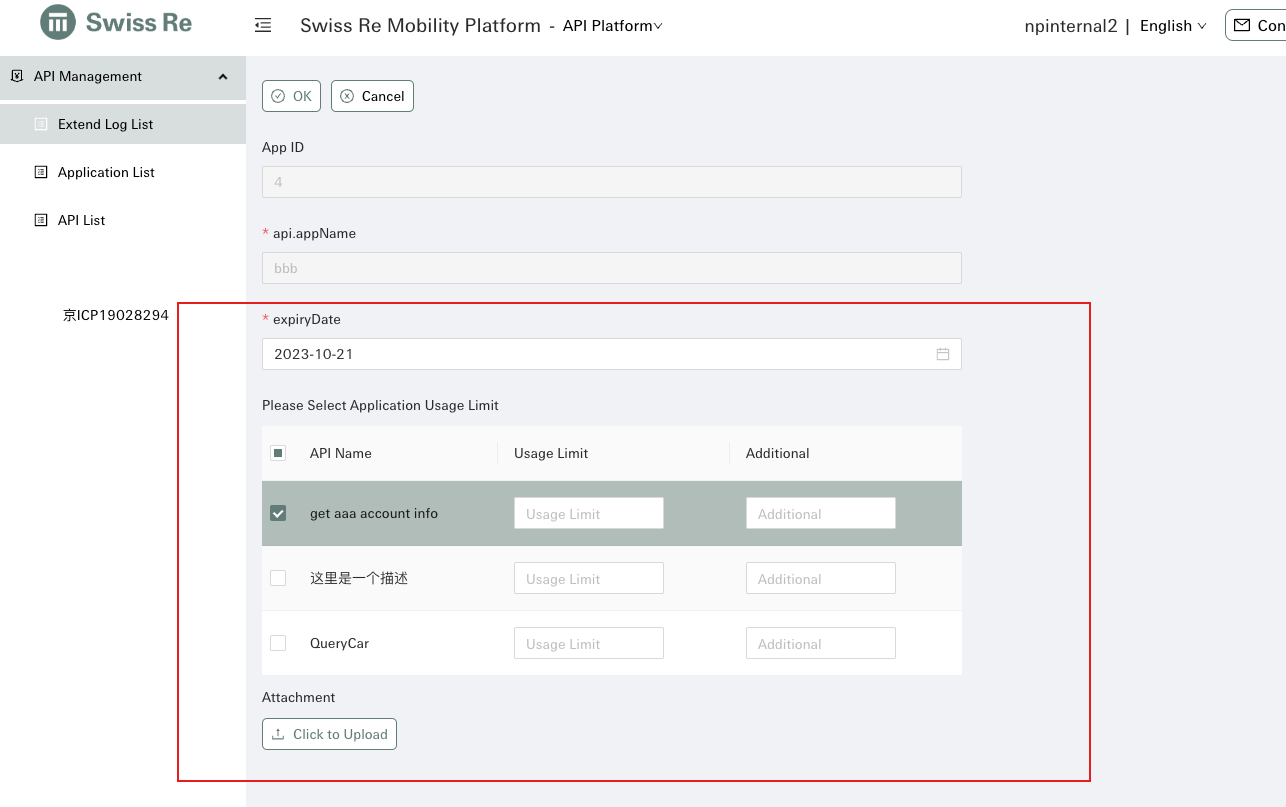 Swiss Re
Swiss Re Mobility Platform - API Platform
npinternal2 | English
Con
API Management
Extend Log List
Application List
API List
京ICP19028294
OK
Cancel
App ID
4
* api.appName
bbb
* expiryDate
2023-10-21
Please Select Application Usage Limit
API Name Usage Limit Additional
get aaa account info Usage Limit Additional
这里是一个描述 Usage Limit Additional
QueryCar Usage Limit Additional
Attachment
Click to Upload